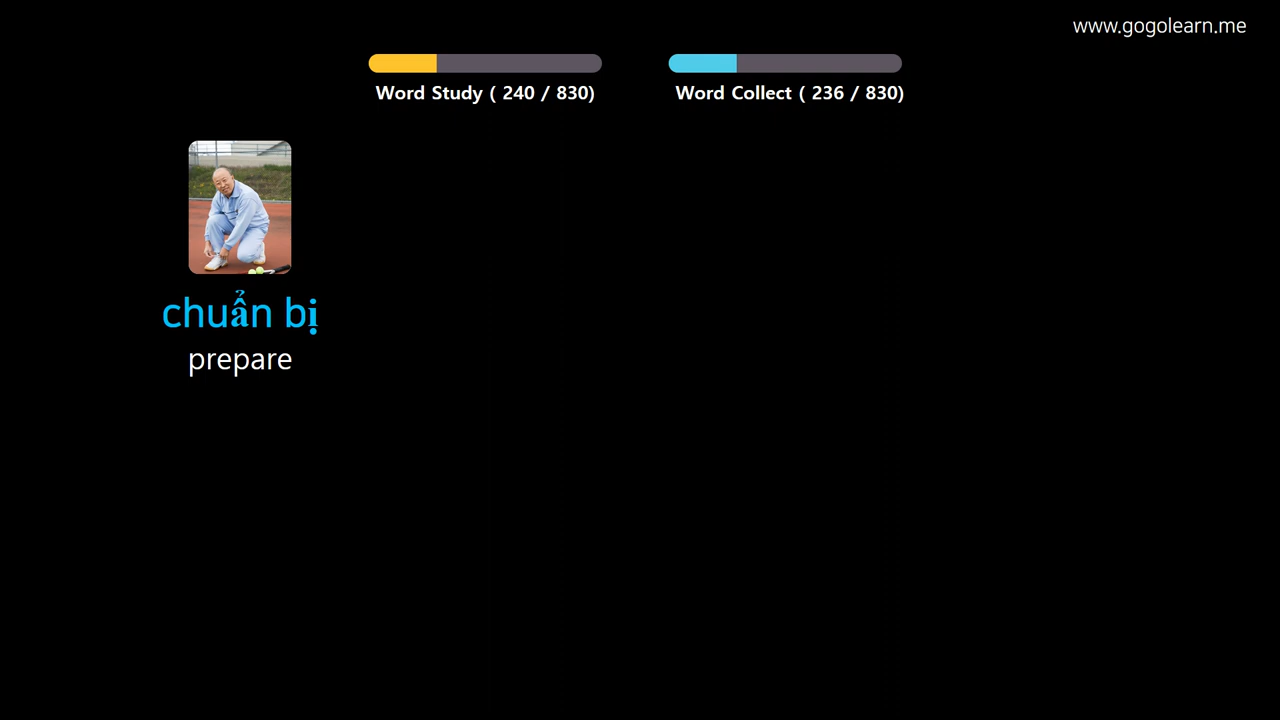 www.gogolearn.me
Word Study ( 240 / 830)
Word Collect ( 236 / 830)
chuẩn bị
prepare